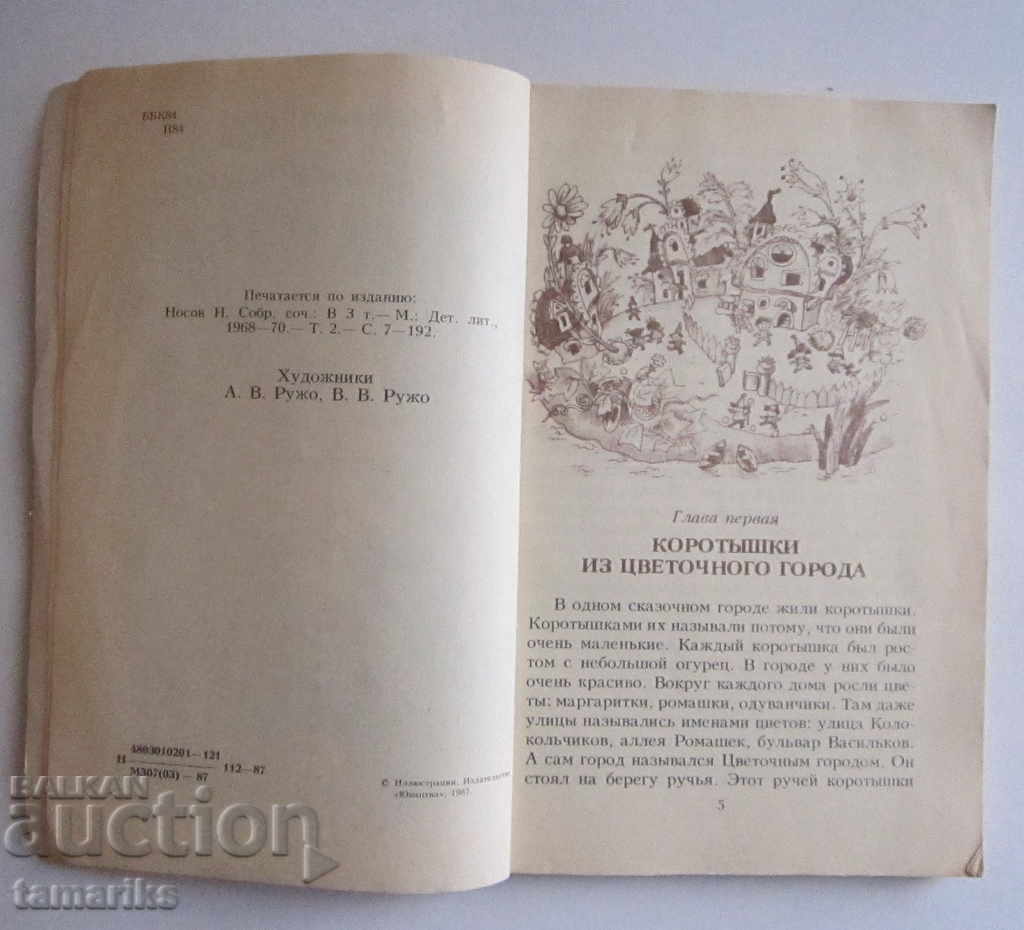 ББК84
Н84
Печатается по изданию:
Носов Н. Собр. соч.: В 3 т.— М.: Дет. лит.,
1968—70.— Т. 2.— С. 7—192.
Художники
А. В. Ружо, В. В. Ружо
Н 4803010201—121
М307(03)—87
112—87
© Иллюстрации. Издательство
«Юнацтва», 1987.
Глава первая
КОРОТЫШКИ
ИЗ ЦВЕТОЧНОГО ГОРОДА
В одном сказочном городе жили коротышки.
Коротышками их называли потому, что они были
очень маленькие. Каждый коротышка был рос-
том с небольшой огурец. В городе у них было
очень красиво. Вокруг каждого дома росли цве-
ты: маргаритки, ромашки, одуванчики. Там даже
улицы назывались именами цветов: улица Коло-
кольчиков, аллея Ромашек, бульвар Васильков.
А сам город назывался Цветочным городом. Он
стоял на берегу ручья. Этот ручей коротышки
5
BALKAN
auction
tamariks